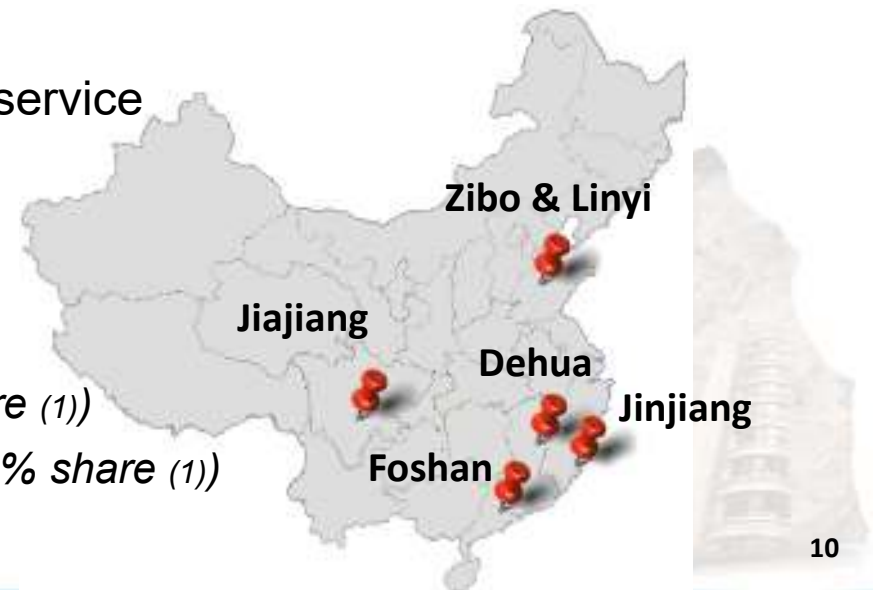 service
Zibo & Linyi
Jiajiang
Dehua
re (1))
Jinjiang
% share (1))
Foshan
10